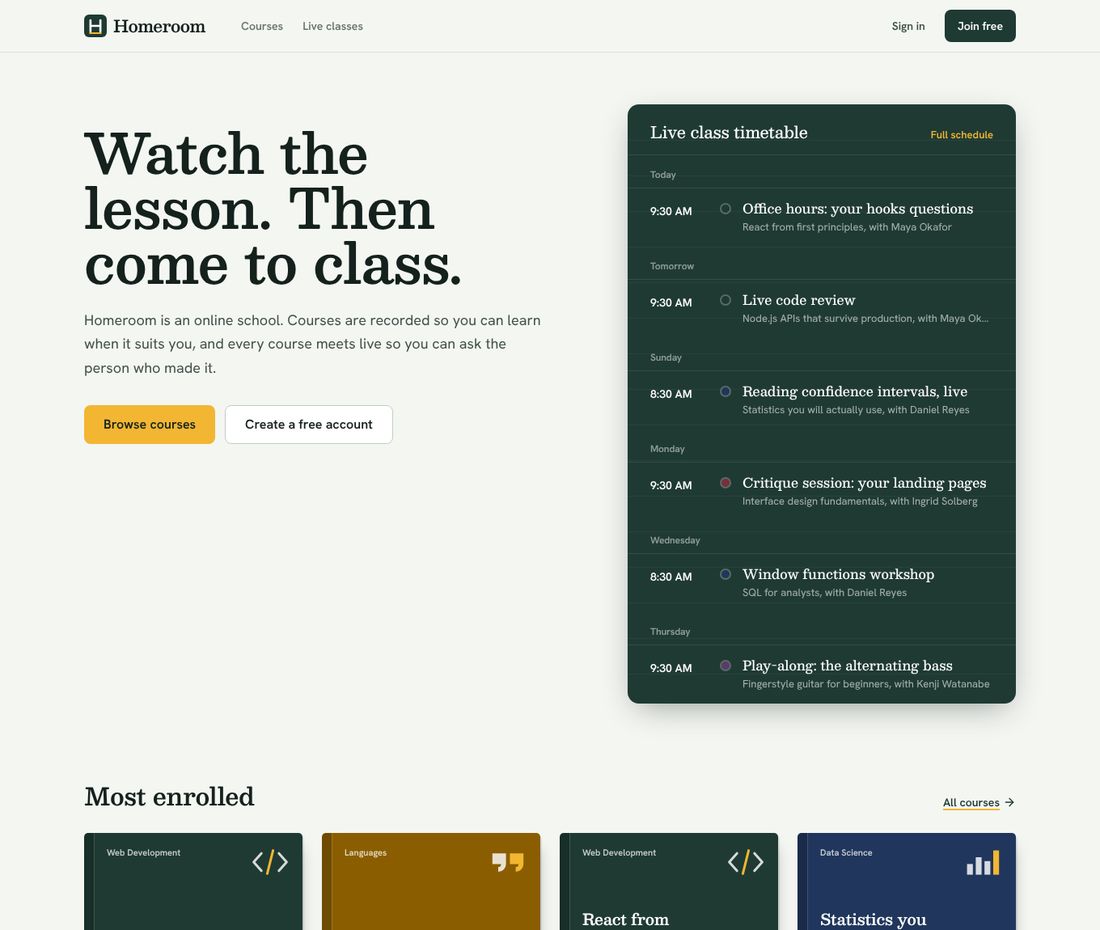 Homeroom
Courses
Live classes
Sign in
Join free
Watch the
lesson. Then
come to class.
Homeroom is an online school. Courses are recorded so you can learn
when it suits you, and every course meets live so you can ask the
person who made it.
Browse courses
Create a free account
Live class timetable
Full schedule
Today
9:30 AM
Office hours: your hooks questions
React from first principles, with Maya Okafor
Tomorrow
9:30 AM
Live code review
Node.js APIs that survive production, with Maya Ok...
Sunday
8:30 AM
Reading confidence intervals, live
Statistics you will actually use, with Daniel Reyes
Monday
9:30 AM
Critique session: your landing pages
Interface design fundamentals, with Ingrid Solberg
Wednesday
8:30 AM
Window functions workshop
SQL for analysts, with Daniel Reyes
Thursday
9:30 AM
Play-along: the alternating bass
Fingerstyle guitar for beginners, with Kenji Watanabe
Most enrolled
All courses
Web Development
Languages
Web Development
React from
Data Science
Statistics you